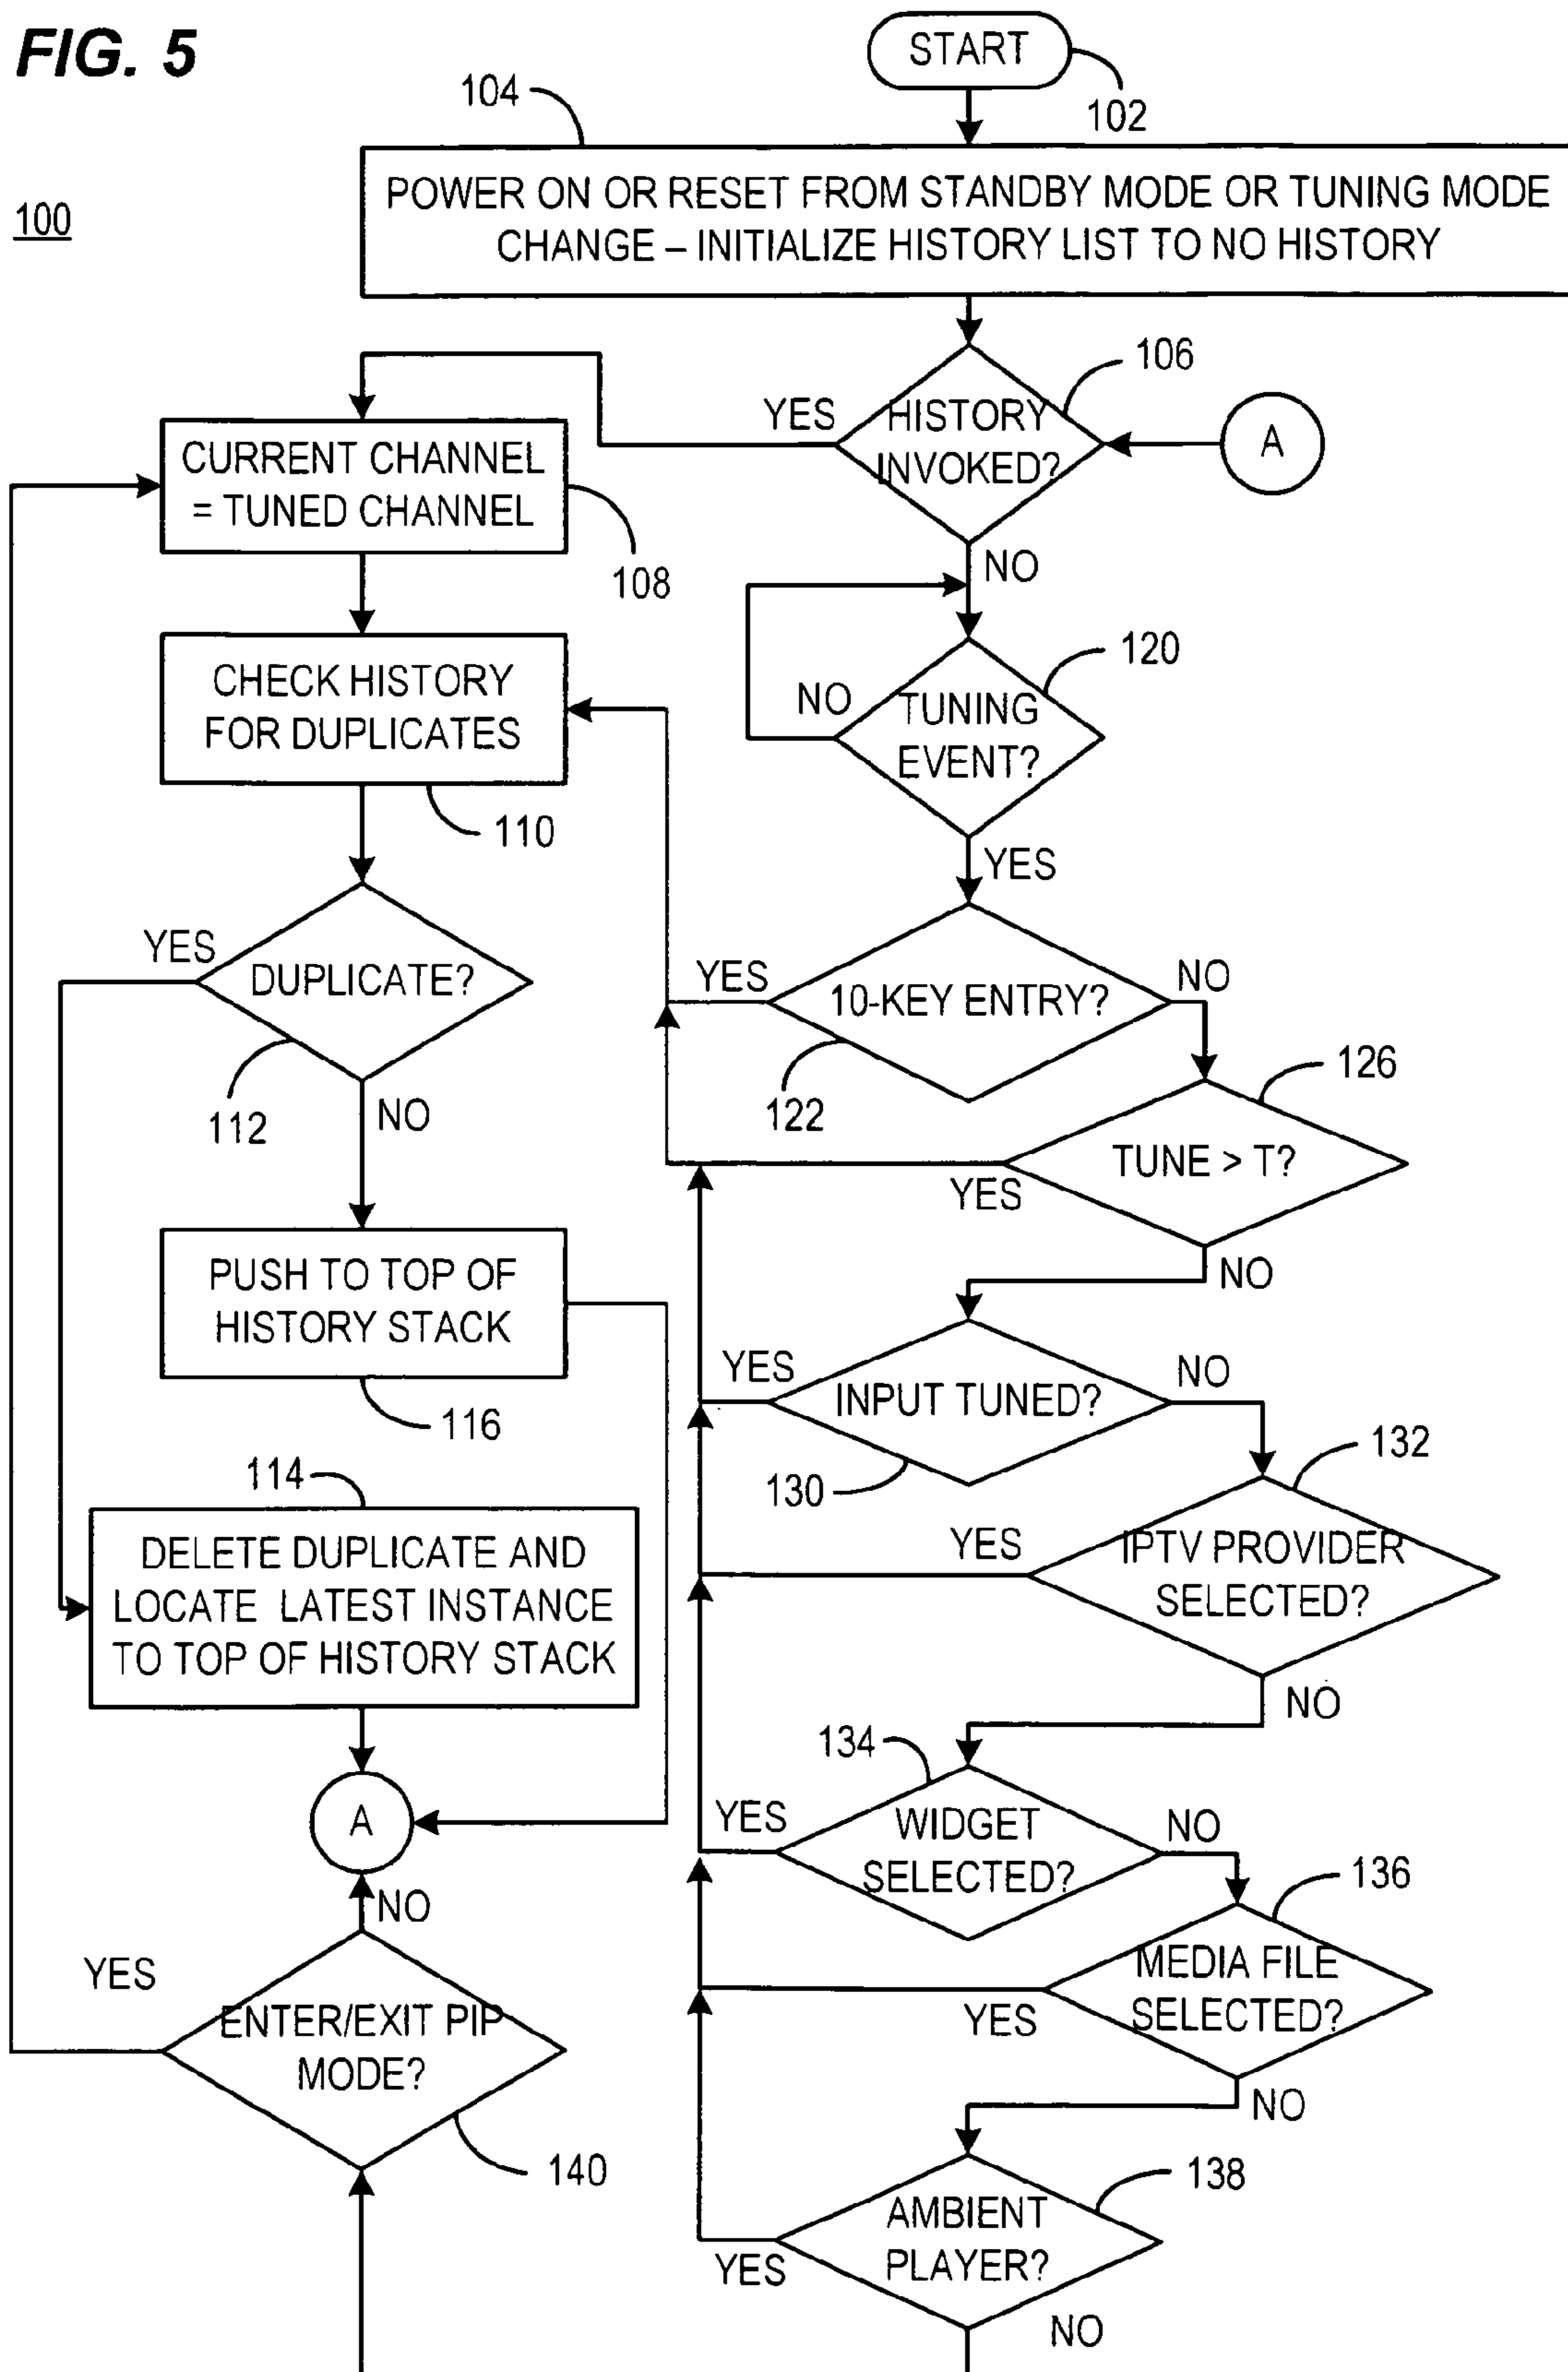 FIG. 5
START
102
104
100
POWER ON OR RESET FROM STANDBY MODE OR TUNING MODE
CHANGE – INITIALIZE HISTORY LIST TO NO HISTORY
106
YES
HISTORY
INVOKED?
A
CURRENT CHANNEL
= TUNED CHANNEL
108
NO
CHECK HISTORY
FOR DUPLICATES
110
120
NO
TUNING
EVENT?
YES
YES
DUPLICATE?
112
NO
YES
10-KEY ENTRY?
NO
122
126
TUNE > T?
YES
NO
PUSH TO TOP OF
HISTORY STACK
116
YES
INPUT TUNED?
NO
130
132
114
DELETE DUPLICATE AND
LOCATE LATEST INSTANCE
TO TOP OF HISTORY STACK
YES
IPTV PROVIDER
SELECTED?
NO
134
A
YES
WIDGET
SELECTED?
NO
136
NO
YES
ENTER/EXIT PIP
MODE?
140
MEDIA FILE
SELECTED?
YES
NO
138
AMBIENT
PLAYER?
YES
NO